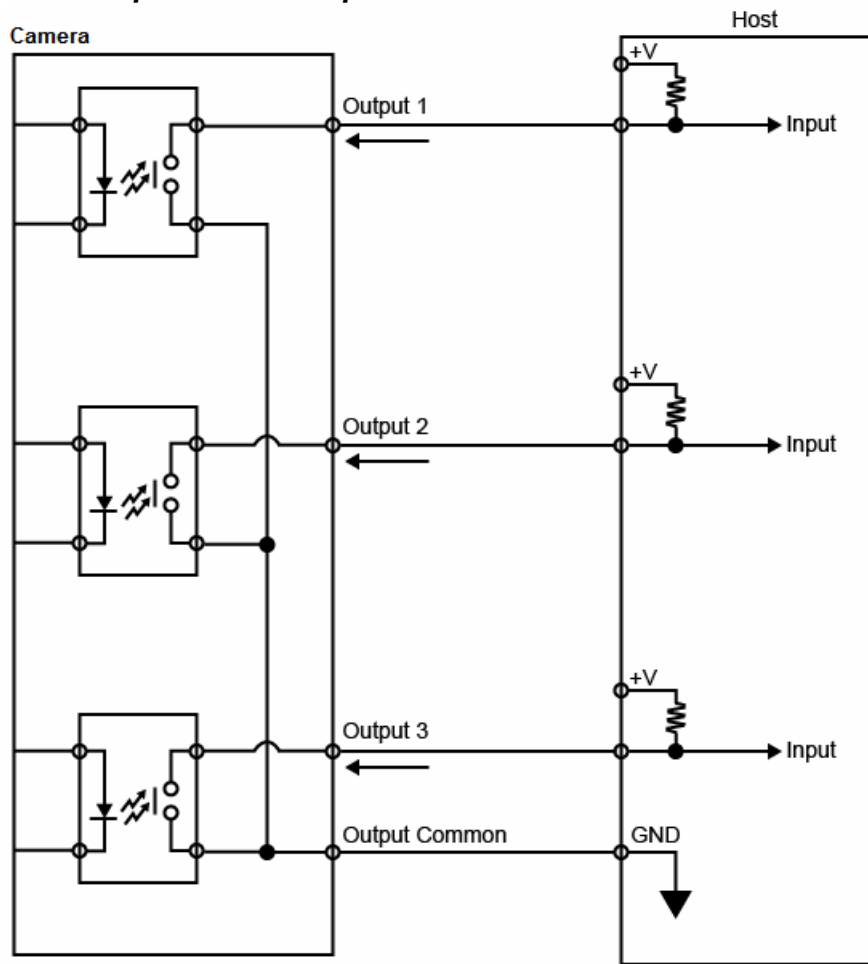 Host
Camera
+V
Output 1
Input
+V
Output 2
Input
+V
Output 3
Input
Output Common
GND